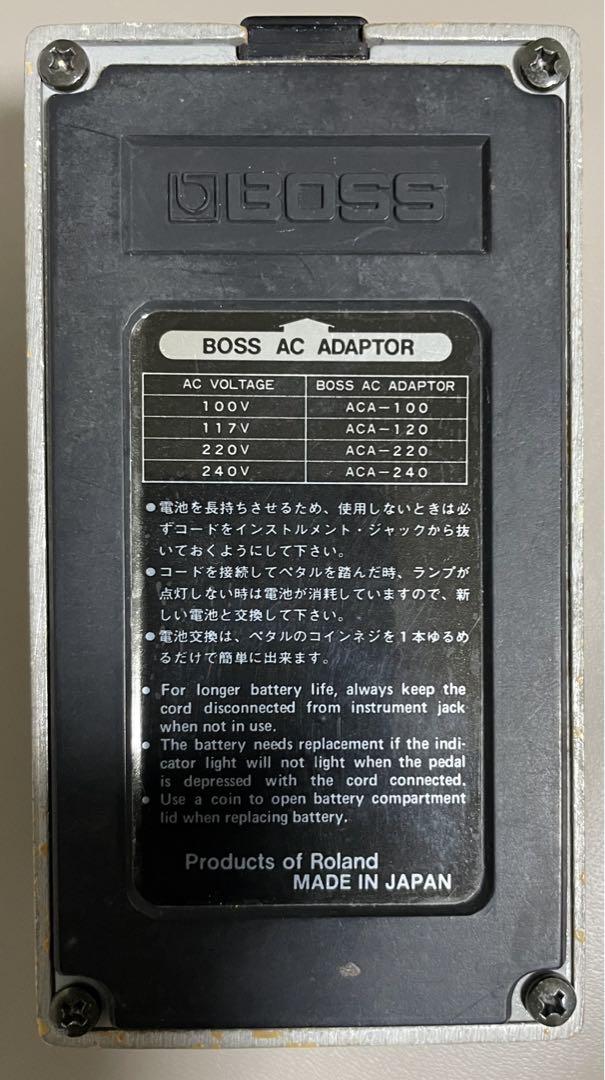 BOSS
BOSS AC ADAPTOR
AC VOLTAGE BOSS AC ADAPTOR
100V ACA-100
117V ACA-120
220V ACA-220
240V ACA-240
●電池を長持ちさせるため、使用しないときは必
ずコードをインストルメント・ジャックから抜
いておくようにして下さい。
●コードを接続してペタルを踏んだ時、ランプが
点灯しない時は電池が消耗していますので、新
しい電池と交換して下さい。
●電池交換は、ペタルのコインネジを1本ゆるめ
るだけで簡単に出来ます。
● For longer battery life, always keep the
cord disconnected from instrument jack
when not in use.
● The battery needs replacement if the indi-
cator light will not light when the pedal
is depressed with the cord connected.
● Use a coin to open battery compartment
lid when replacing battery.
Products of Roland
MADE IN JAPAN